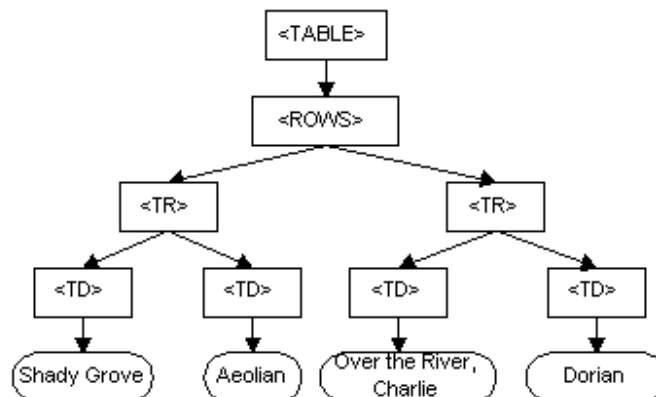 <TABLE>
<ROWS>
<TR>
<TR>
<TD>
<TD>
<TD>
<TD>
Shady Grove
Aeolian
Over the River,
Charlie
Dorian